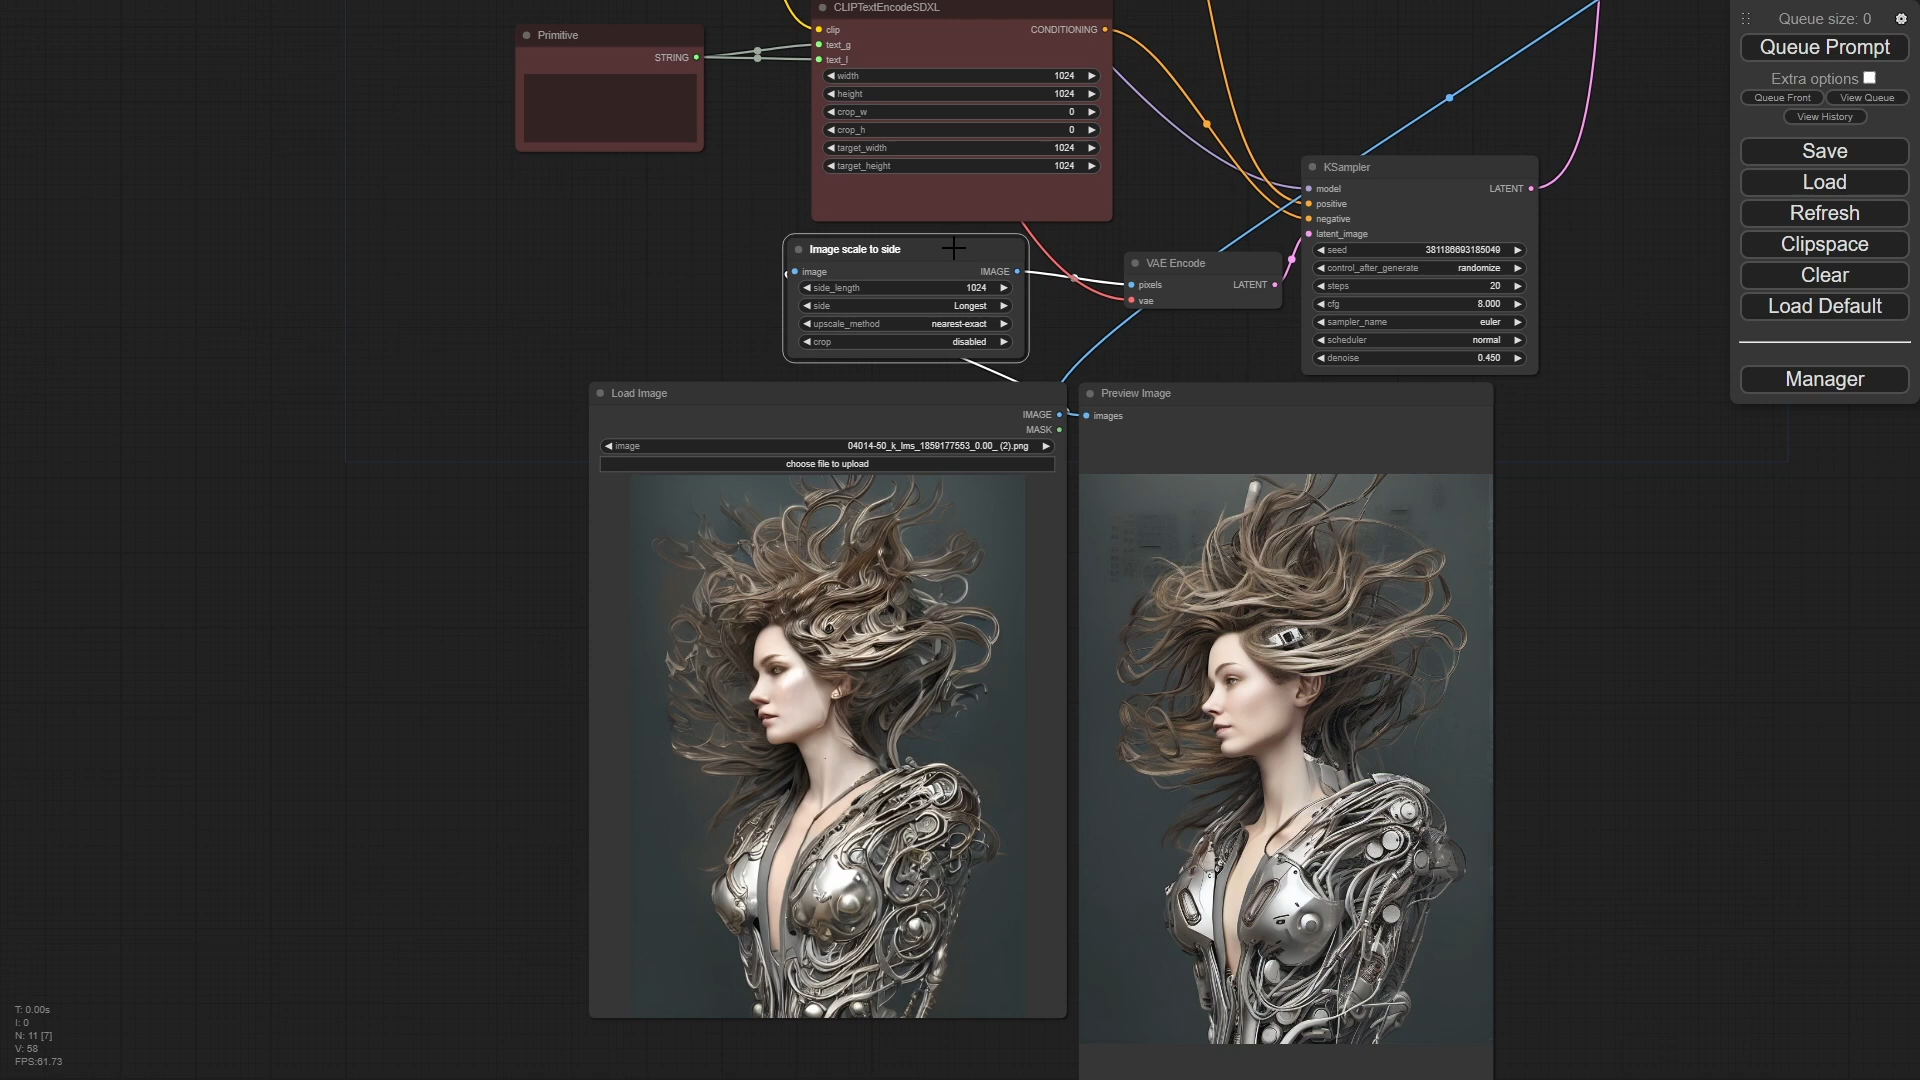 CLIPTextEncodeSDXL
clip
CONDITIONING
text_g
text_l
width 1024
height 1024
crop_w 0
crop_h 0
target_width 1024
target_height 1024
Primitive
STRING
Image scale to side
image
IMAGE
side_length 1024
side Longest
upscale_method nearest-exact
crop disabled
VAE Encode
pixels
LATENT
vae
KSampler
model
LATENT
positive
negative
latent_image
seed 381186693185049
control_after_generate randomize
steps 20
cfg 8.000
sampler_name euler
scheduler normal
denoise 0.450
Load Image
IMAGE
MASK
image 04014-50_k_lms_1859177553_0.00_ (2).png
choose file to upload
Preview Image
images
Queue size: 0
Queue Prompt
Extra options
Queue Front
View Queue
View History
Save
Load
Refresh
Clipspace
Clear
Load Default
Manager
T: 0.00s
I: 0
N: 11 [7]
V: 58
FPS:61.73